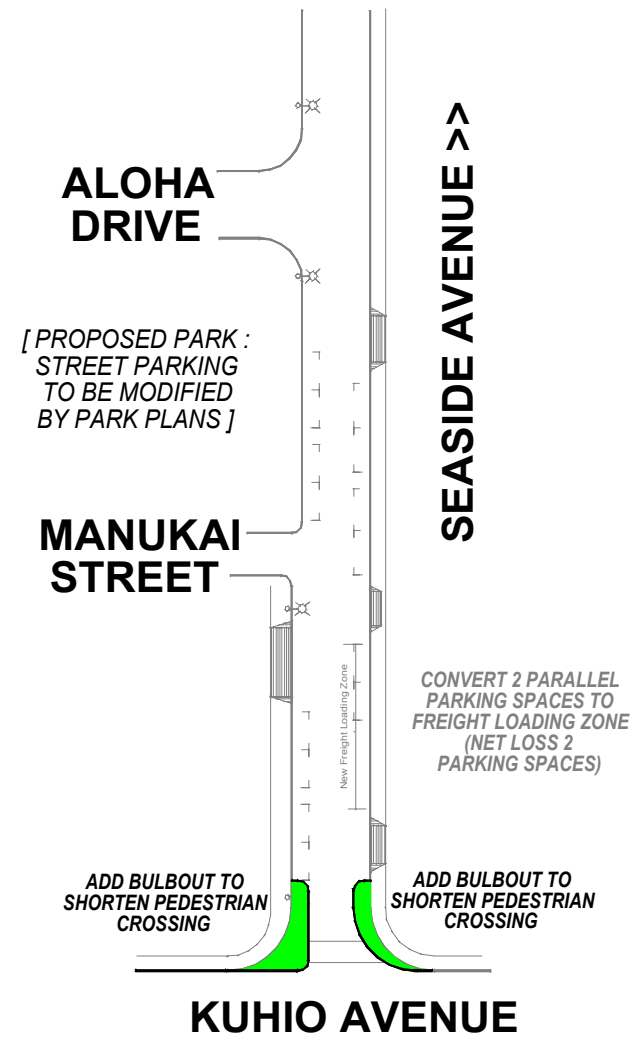 ALOHA
DRIVE
SEASIDE AVENUE >>
[ PROPOSED PARK :
STREET PARKING
TO BE MODIFIED
BY PARK PLANS ]
MANUKAI
STREET
New Freight Loading Zone
CONVERT 2 PARALLEL
PARKING SPACES TO
FREIGHT LOADING ZONE
(NET LOSS 2
PARKING SPACES)
ADD BULBOUT TO
SHORTEN PEDESTRIAN
CROSSING
ADD BULBOUT TO
SHORTEN PEDESTRIAN
CROSSING
KUHIO AVENUE